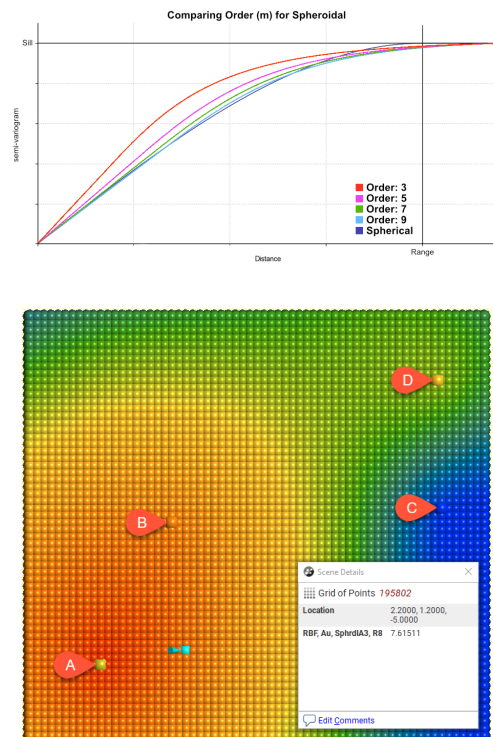 Comparing Order (m) for Spheroidal
Sill
semi-variogram
Order: 3
Order: 5
Order: 7
Order: 9
Spherical
Range
Distance
D
C
B
A
Scene Details
Grid of Points 195802
Location 2.2000, 1.2000,
-5.0000
RBF, Au, SphrdlA3, R8 7.61511
Edit Comments